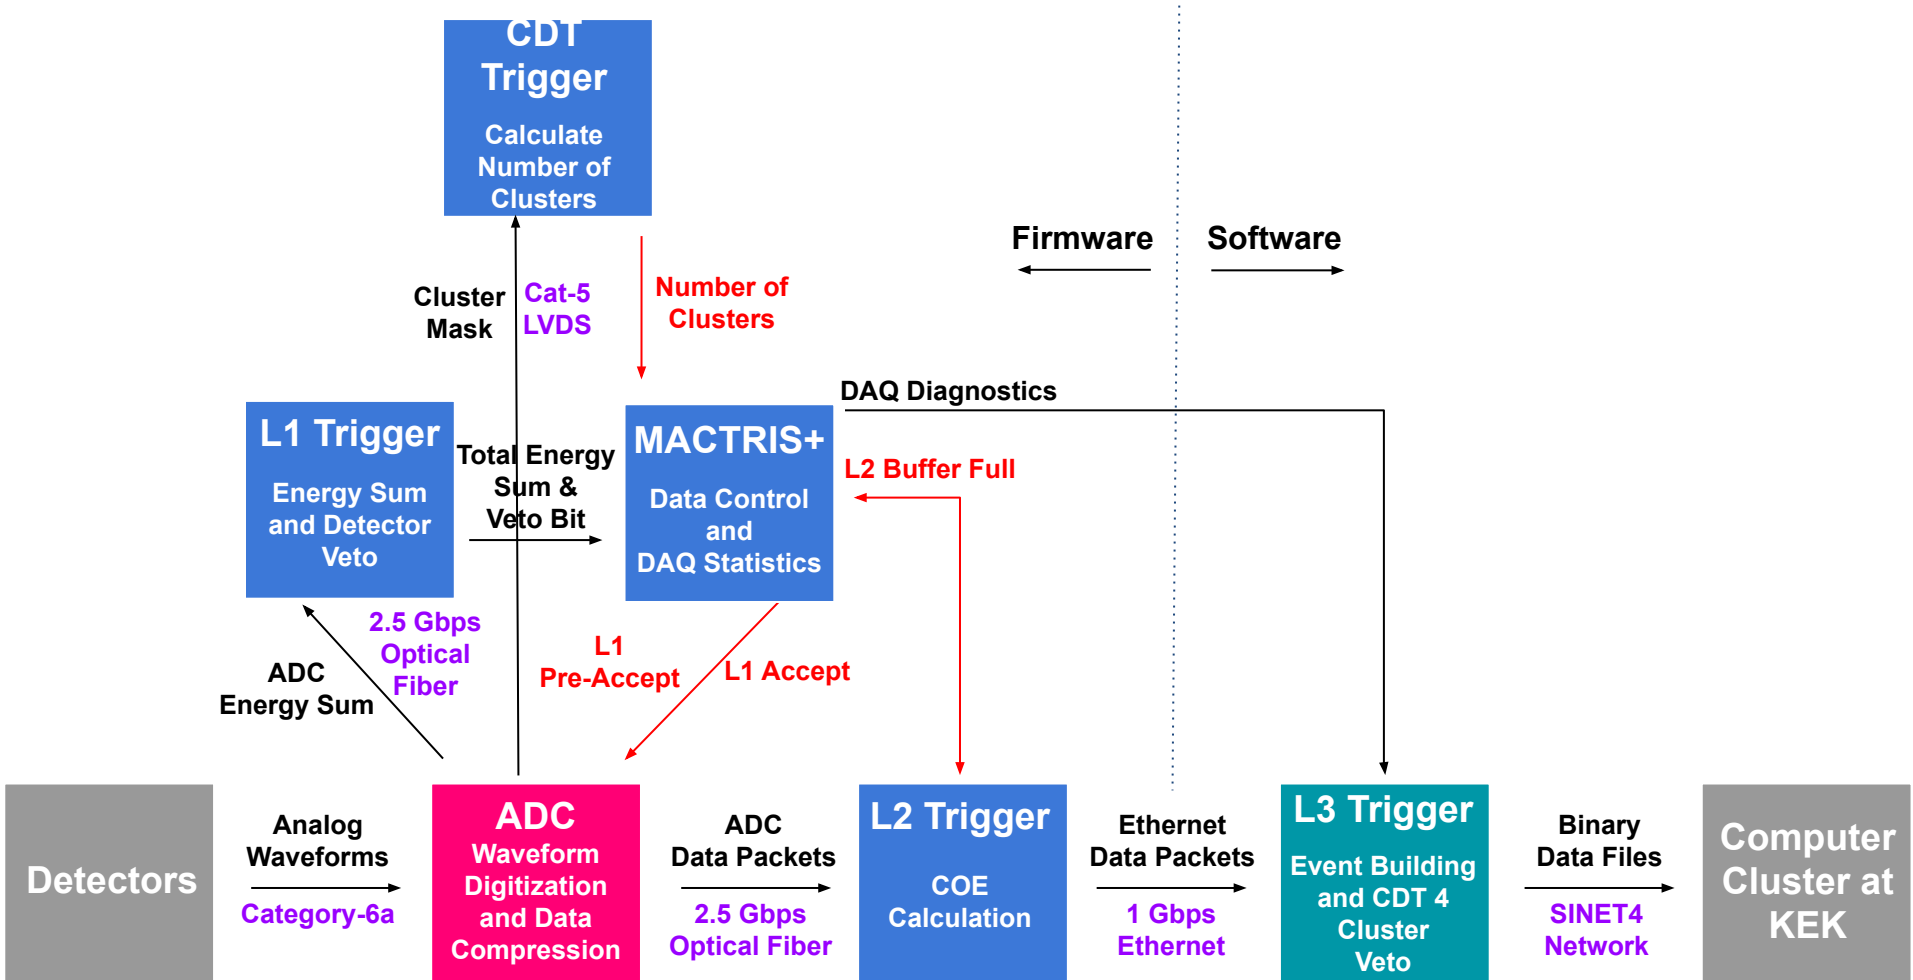 CDT
Trigger
Calculate
Number of
Clusters
Firmware
Software
Cluster
Mask
Cat-5
LVDS
Number of
Clusters
DAQ Diagnostics
L1 Trigger
Energy Sum
and Detector
Veto
Total Energy
Sum &
Veto Bit
MACTRIS+
Data Control
and
DAQ Statistics
L2 Buffer Full
2.5 Gbps
Optical
Fiber
ADC
Energy Sum
L1
Pre-Accept
L1 Accept
Detectors
Analog
Waveforms
Category-6a
ADC
Waveform
Digitization
and Data
Compression
ADC
Data Packets
2.5 Gbps
Optical Fiber
L2 Trigger
COE
Calculation
Ethernet
Data Packets
1 Gbps
Ethernet
L3 Trigger
Event Building
and CDT 4
Cluster
Veto
Binary
Data Files
SINET4
Network
Computer
Cluster at
KEK